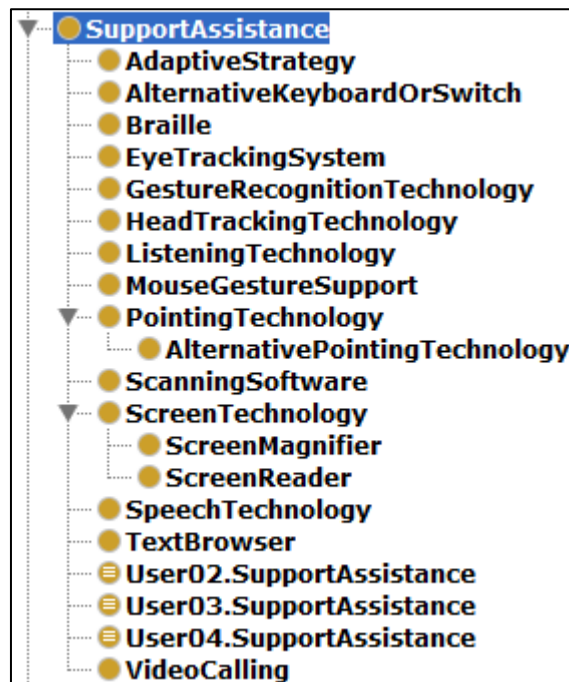 SupportAssistance
AdaptiveStrategy
AlternativeKeyboardOrSwitch
Braille
EyeTrackingSystem
GestureRecognitionTechnology
HeadTrackingTechnology
ListeningTechnology
MouseGestureSupport
PointingTechnology
AlternativePointingTechnology
ScanningSoftware
ScreenTechnology
ScreenMagnifier
ScreenReader
SpeechTechnology
TextBrowser
User02.SupportAssistance
User03.SupportAssistance
User04.SupportAssistance
VideoCalling